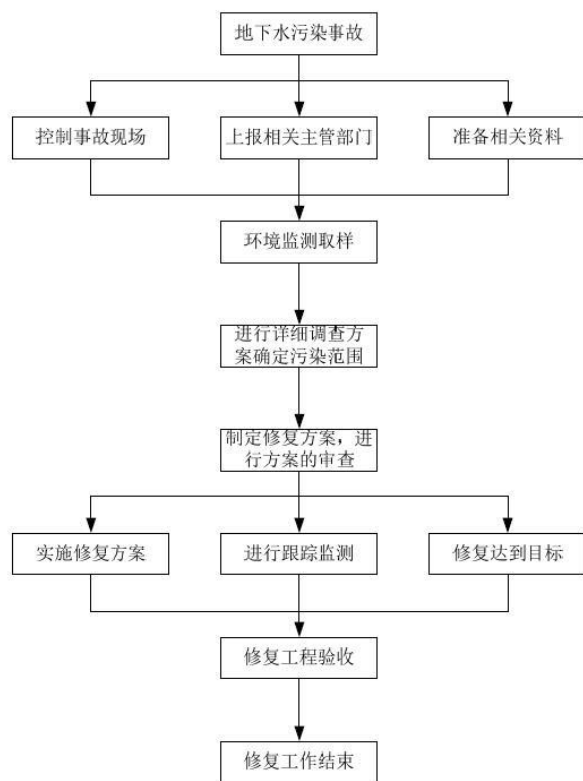 地下水污染事故
控制事故现场
上报相关主管部门
准备相关资料
环境监测取样
进行详细调查方
案确定污染范围
制定修复方案，进
行方案的审查
实施修复方案
进行跟踪监测
修复达到目标
修复工程验收
修复工作结束